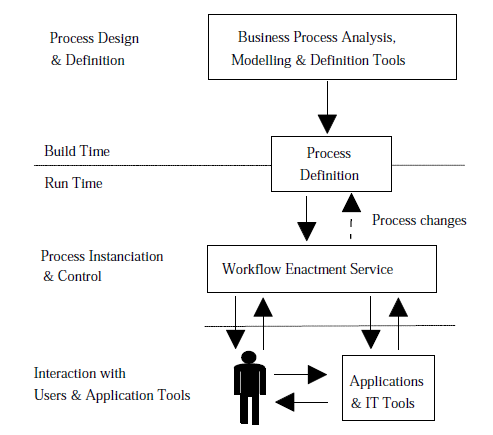 Process Design
& Definition
Business Process Analysis,
Modelling & Definition Tools
Build Time
Run Time
Process
Definition
Process changes
Process Instanciation
& Control
Workflow Enactment Service
Interaction with
Users & Application Tools
Applications
& IT Tools